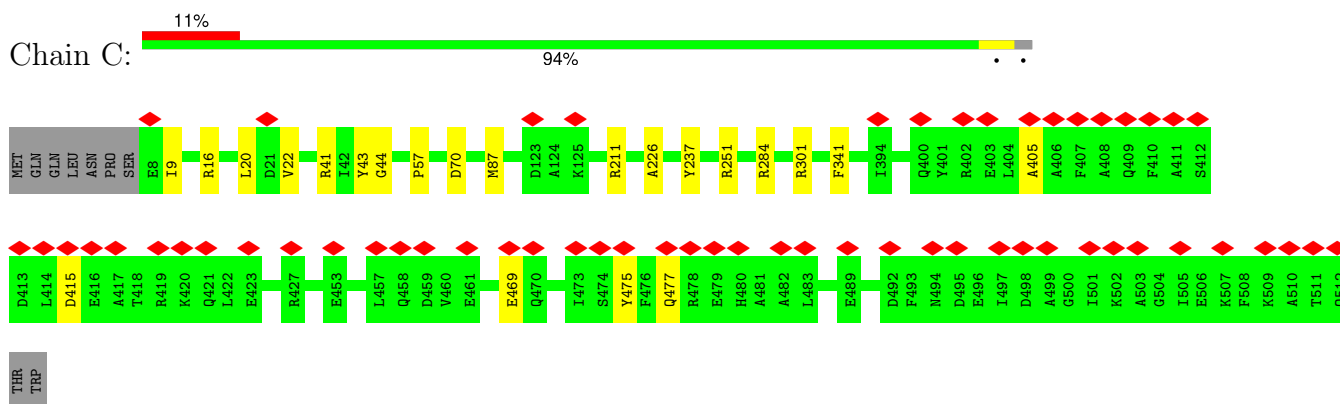 11%
Chain C:
94%
• •
MET GLN GLN LEU ASN PRO SER E8 I9 R16 L20 D21 V22 R41 I42 Y43 G44 P57 D70 M87 D123 A124 K125 R211 A226 Y237 R251 R284 R301 F341 I394 Q400 Y401 R402 E403 L404 A405 A406 F407 A408 Q409 F410 A411 S412
D413 L414 D415 E416 A417 T418 R419 K420 Q421 L422 E423 R427 E453 L457 Q458 D459 V460 E461 E469 Q470 I473 S474 Y475 F476 Q477 R478 E479 H480 A481 A482 L483 E489 D492 F493 N494 D495 E496 I497 D498 A499 G500 I501 K502 A503 G504 I505 E506 K507 F508 K509 A510 T511
THR TRP